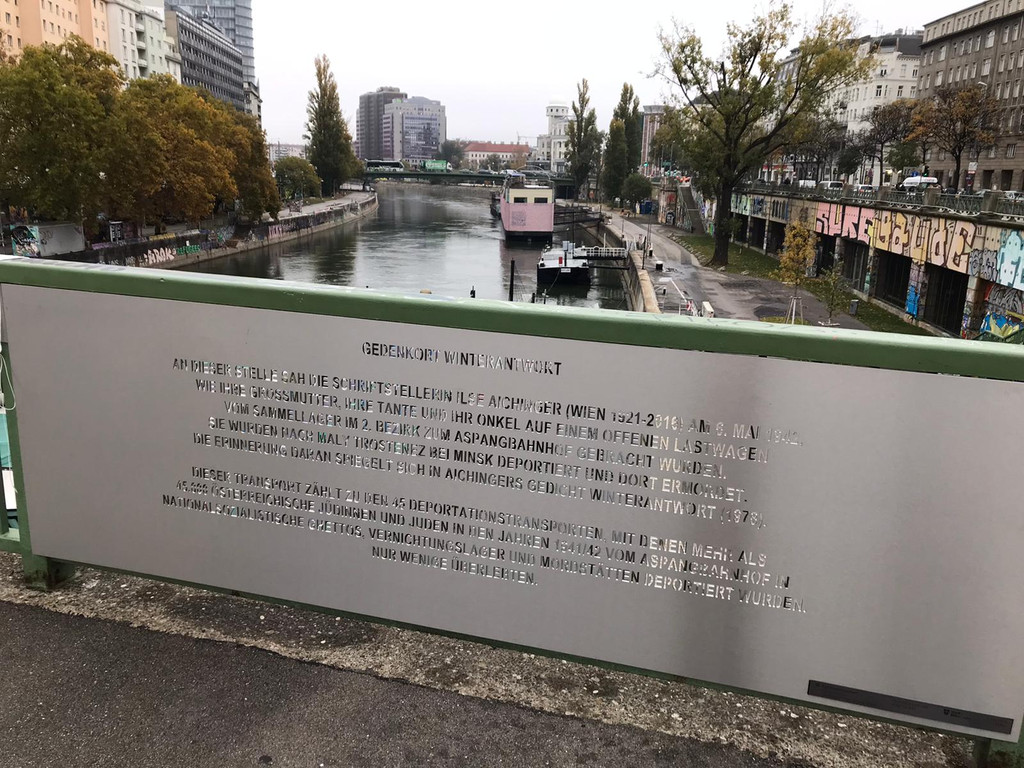 GEDENKORT WINTERANTWORT
AN DIESER STELLE SAH DIE SCHRIFTSTELLERIN ILSE AICHINGER (WIEN 1921-2016) AM 6. MAI 1942,
WIE IHRE GROSSMUTTER, IHRE TANTE UND IHR ONKEL AUF EINEM OFFENEN LASTWAGEN
VOM SAMMELLAGER IM 2. BEZIRK ZUM ASPANGBAHNHOF GEBRACHT WURDEN.
SIE WURDEN NACH MALY TROSTENEZ BEI MINSK DEPORTIERT UND DORT ERMORDET.
DIE ERINNERUNG DARAN SPIEGELT SICH IN AICHINGERS GEDICHT WINTERANTWORT (1978).
DIESER TRANSPORT ZÄHLT ZU DEN 45 DEPORTATIONSTRANSPORTEN, MIT DENEN MEHR ALS
ÖSTERREICHISCHE JÜDINNEN UND JUDEN IN DEN JAHREN 1941/42 VOM ASPANGBAHNHOF IN
NATIONALSOZIALISTISCHE GHETTOS, VERNICHTUNGSLAGER UND MORDSTÄTTEN DEPORTIERT WURDEN.
NUR WENIGE ÜBERLEBTEN.